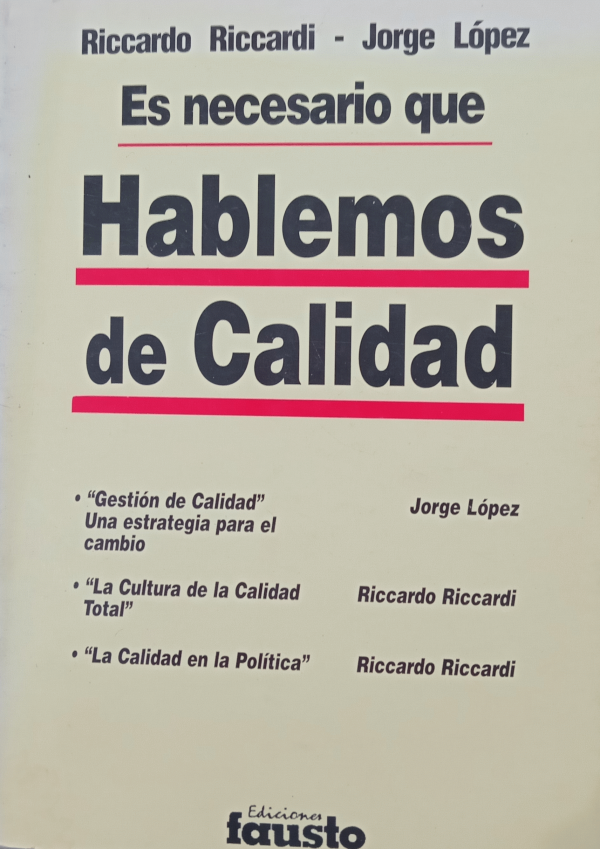 Riccardo Riccardi - Jorge López
Es necesario que
Hablemos
de Calidad
• “Gestión de Calidad”
Una estrategia para el
cambio
Jorge López
• “La Cultura de la Calidad
Total”
Riccardo Riccardi
• “La Calidad en la Política”
Riccardo Riccardi
Ediciones
fausto